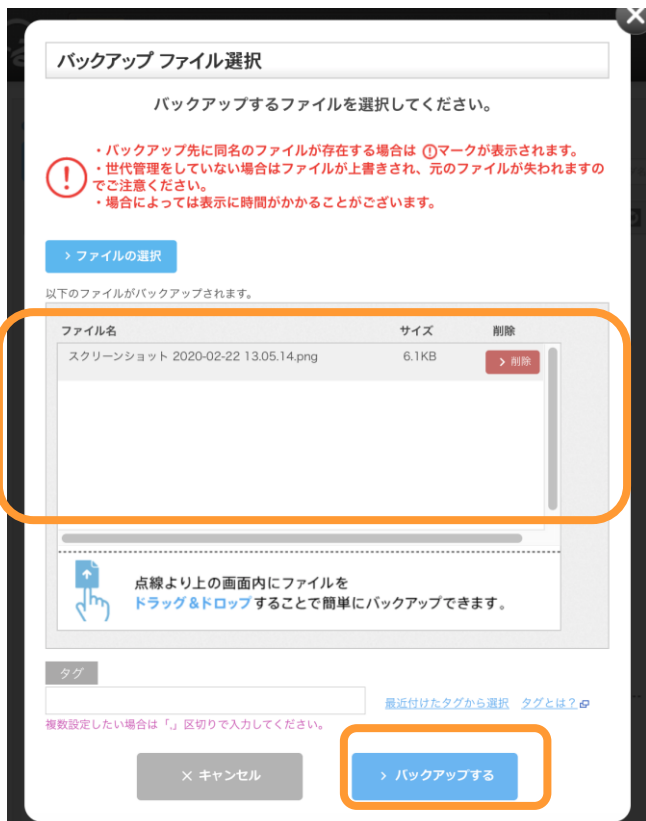 バックアップ ファイル選択
バックアップするファイルを選択してください。
・バックアップ先に同名のファイルが存在する場合は ! マークが表示されます。
・世代管理をしていない場合はファイルが上書きされ、元のファイルが失われますの
でご注意ください。
・場合によっては表示に時間がかかることがございます。
> ファイルの選択
以下のファイルがバックアップされます。
ファイル名 サイズ 削除
スクリーンショット 2020-02-22 13.05.14.png 6.1KB > 削除
点線より上の画面内にファイルを
ドラッグ&ドロップすることで簡単にバックアップできます。
タグ
最近付けたタグから選択 タグとは?
複数設定したい場合は「,」区切りで入力してください。
× キャンセル > バックアップする